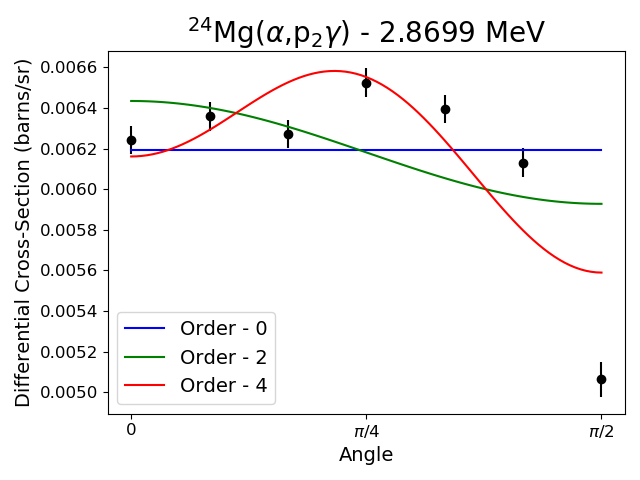 ²⁴Mg(α,p₂γ) - 2.8699 MeV
Differential Cross-Section (barns/sr)
0.0066
0.0064
0.0062
0.0060
0.0058
0.0056
0.0054
0.0052
0.0050
Order - 0
Order - 2
Order - 4
0 π/4 π/2
Angle